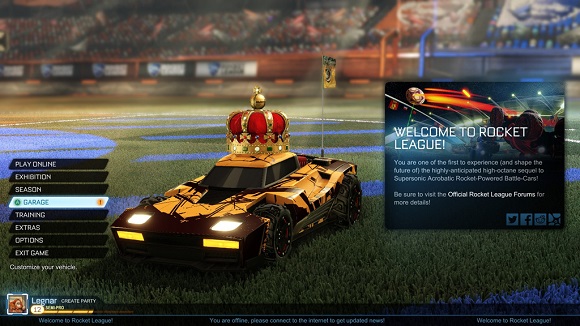 WELCOME TO ROCKET
LEAGUE!
You are one of the first to experience (and shape
the future of) the highly-anticipated high-octane sequel to
Supersonic Acrobatic Rocket-Powered Battle-Cars!
Be sure to visit the Official Rocket League Forums for
more details!
PLAY ONLINE
EXHIBITION
SEASON
GARAGE
TRAINING
EXTRAS
OPTIONS
EXIT GAME
Customize your vehicle.
Legnar CREATE PARTY
12 SEMI-PRO
Welcome to Rocket League! You are offline, please connect to the internet to get updated news! Welcome to Rocket League!